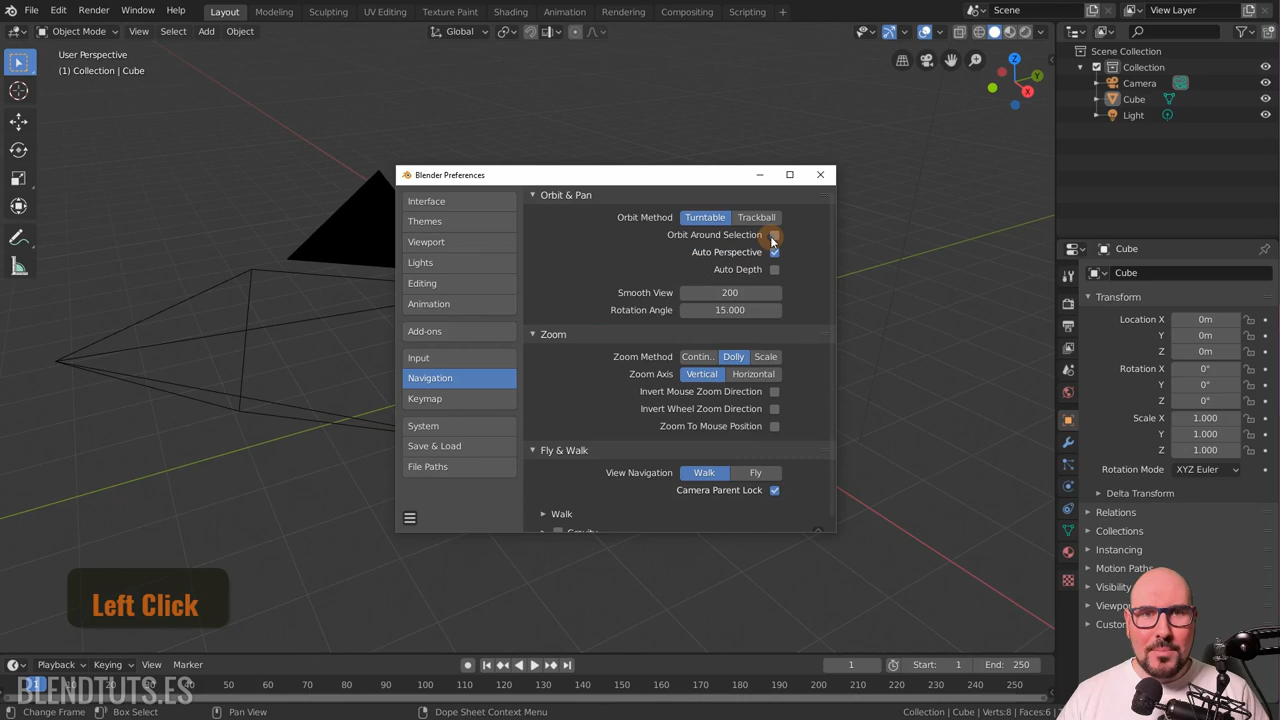 File Edit Render Window Help Layout Modeling Sculpting UV Editing Texture Paint Shading Animation Rendering Compositing Scripting + Scene View Layer
Object Mode View Select Add Object Global
User Perspective
(1) Collection | Cube
Z
Y
X
Scene Collection
Collection
Camera
Cube
Light
Blender Preferences
Interface
Themes
Viewport
Lights
Editing
Animation
Add-ons
Input
Navigation
Keymap
System
Save & Load
File Paths
Orbit & Pan
Orbit Method Turntable Trackball
Orbit Around Selection
Auto Perspective
Auto Depth
Smooth View 200
Rotation Angle 15.000
Zoom
Zoom Method Contin.. Dolly Scale
Zoom Axis Vertical Horizontal
Invert Mouse Zoom Direction
Invert Wheel Zoom Direction
Zoom To Mouse Position
Fly & Walk
View Navigation Walk Fly
Camera Parent Lock
Walk
Gravity
Cube
Cube
Transform
Location X 0m
Y 0m
Z 0m
Rotation X 0°
Y 0°
Z 0°
Scale X 1.000
Y 1.000
Z 1.000
Rotation Mode XYZ Euler
Delta Transform
Relations
Collections
Instancing
Motion Paths
Visibility
Viewpo
Custo
Left Click
Playback Keying View Marker 1 Start: 1 End: 250
1 10 20 30 40 50 60 70 80 90 100 110 120 130 140 150 160 170 180 190 200 210 220 230 240 250
BLENDTUTS.ES
Change Frame Box Select Pan View Dope Sheet Context Menu Collection | Cube | Verts:8 | Faces:6 |